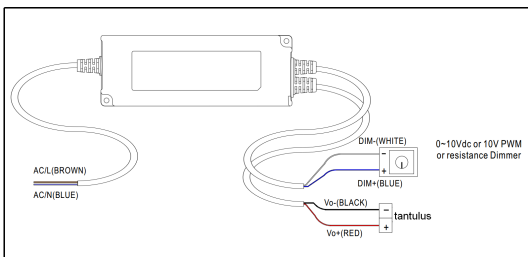 DIM-(WHITE)
0~10Vdc or 10V PWM
or resistance Dimmer
-
+
DIM+(BLUE)
AC/L(BROWN)
AC/N(BLUE)
Vo-(BLACK)
-
tantulus
+
Vo+(RED)